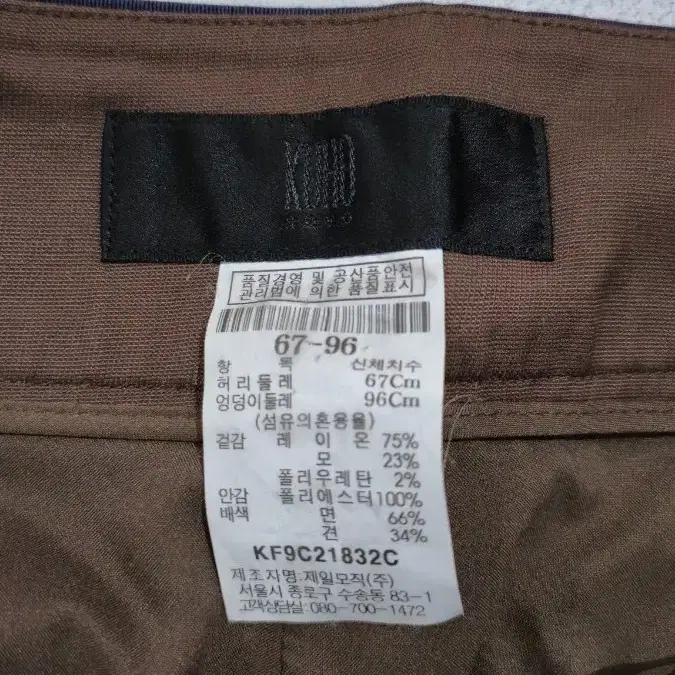 KUHO
품질경영 및 공산품안전
관리법에 의한 품질표시
67-96
항 목 신체치수
허리둘레 67Cm
엉덩이둘레 96Cm
(섬유의혼용율)
겉감 레이온 75%
모 23%
폴리우레탄 2%
안감 폴리에스터100%
배색 면 66%
견 34%
KF9C21832C
제조자명:제일모직(주)
서울시 종로구 수송동 83-1
고객상담실:080-700-1472